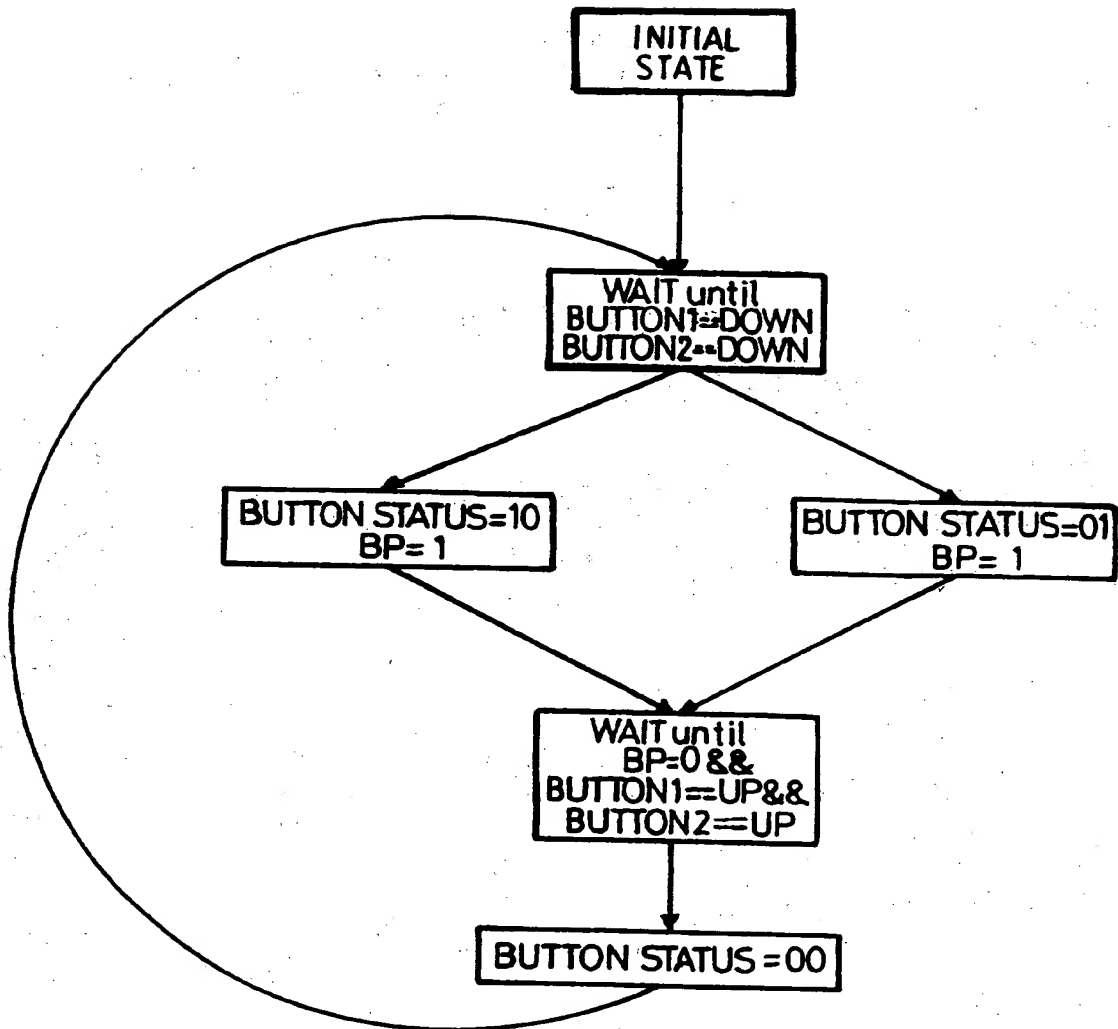 INITIAL
STATE
WAIT until
BUTTON1==DOWN
BUTTON2==DOWN
BUTTON STATUS=10
BP= 1
BUTTON STATUS=01
BP= 1
WAIT until
BP=0 &&
BUTTON1==UP&&
BUTTON2==UP
BUTTON STATUS =00